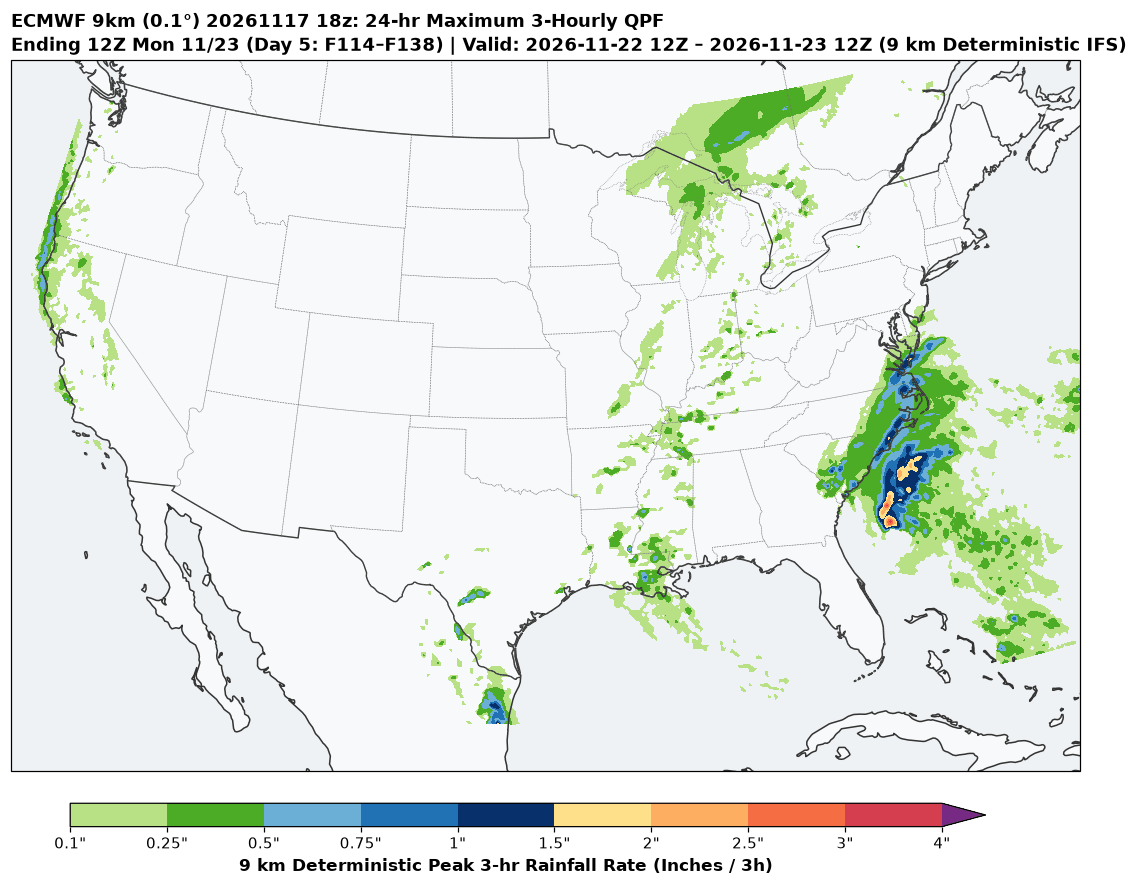 ECMWF 9km (0.1°) 20261117 18z: 24-hr Maximum 3-Hourly QPF
Ending 12Z Mon 11/23 (Day 5: F114–F138) | Valid: 2026-11-22 12Z – 2026-11-23 12Z (9 km Deterministic IFS)
0.1" 0.25" 0.5" 0.75" 1" 1.5" 2" 2.5" 3" 4"
9 km Deterministic Peak 3-hr Rainfall Rate (Inches / 3h)